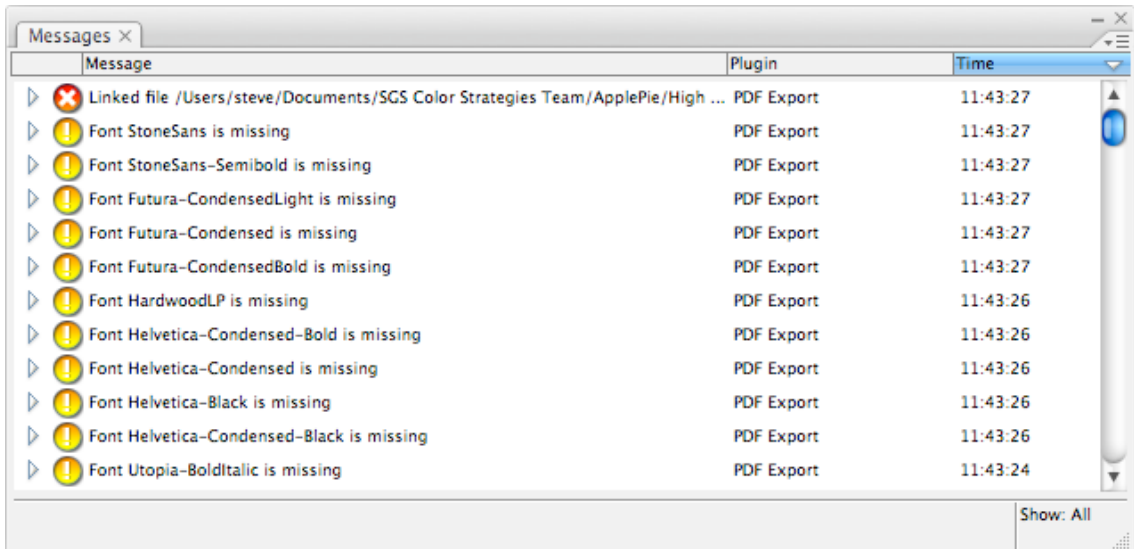 Messages ×
Message Plugin Time
Linked file /Users/steve/Documents/SGS Color Strategies Team/ApplePie/High ... PDF Export 11:43:27
Font StoneSans is missing PDF Export 11:43:27
Font StoneSans-Semibold is missing PDF Export 11:43:27
Font Futura-CondensedLight is missing PDF Export 11:43:27
Font Futura-Condensed is missing PDF Export 11:43:27
Font Futura-CondensedBold is missing PDF Export 11:43:27
Font HardwoodLP is missing PDF Export 11:43:26
Font Helvetica-Condensed-Bold is missing PDF Export 11:43:26
Font Helvetica-Condensed is missing PDF Export 11:43:26
Font Helvetica-Black is missing PDF Export 11:43:26
Font Helvetica-Condensed-Black is missing PDF Export 11:43:26
Font Utopia-BoldItalic is missing PDF Export 11:43:24
Show: All